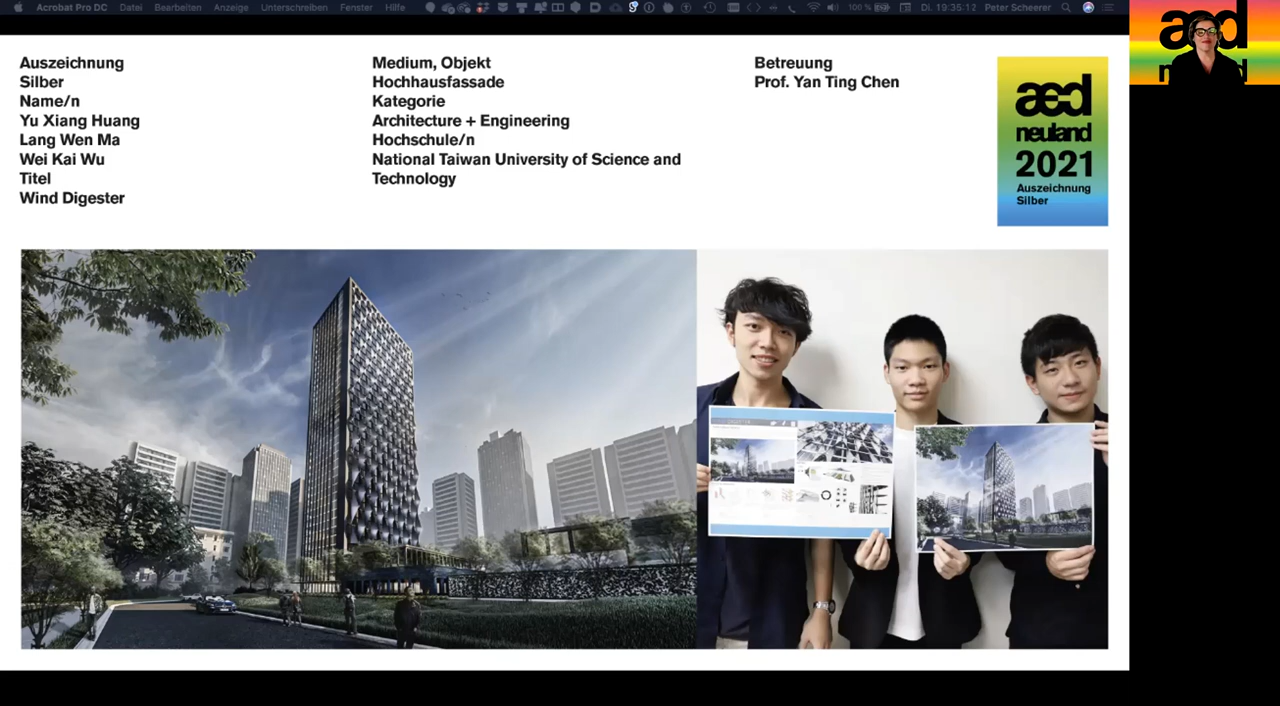 Acrobat Pro DC Datei Bearbeiten Anzeige Unterschreiben Fenster Hilfe 100 % Di. 19:35:12 Peter Scheerer
Auszeichnung
Silber
Name/n
Yu Xiang Huang
Lang Wen Ma
Wei Kai Wu
Titel
Wind Digester
Medium, Objekt
Hochhausfassade
Kategorie
Architecture + Engineering
Hochschule/n
National Taiwan University of Science and
Technology
Betreuung
Prof. Yan Ting Chen
aed
neuland
2021
Auszeichnung
Silber
aed